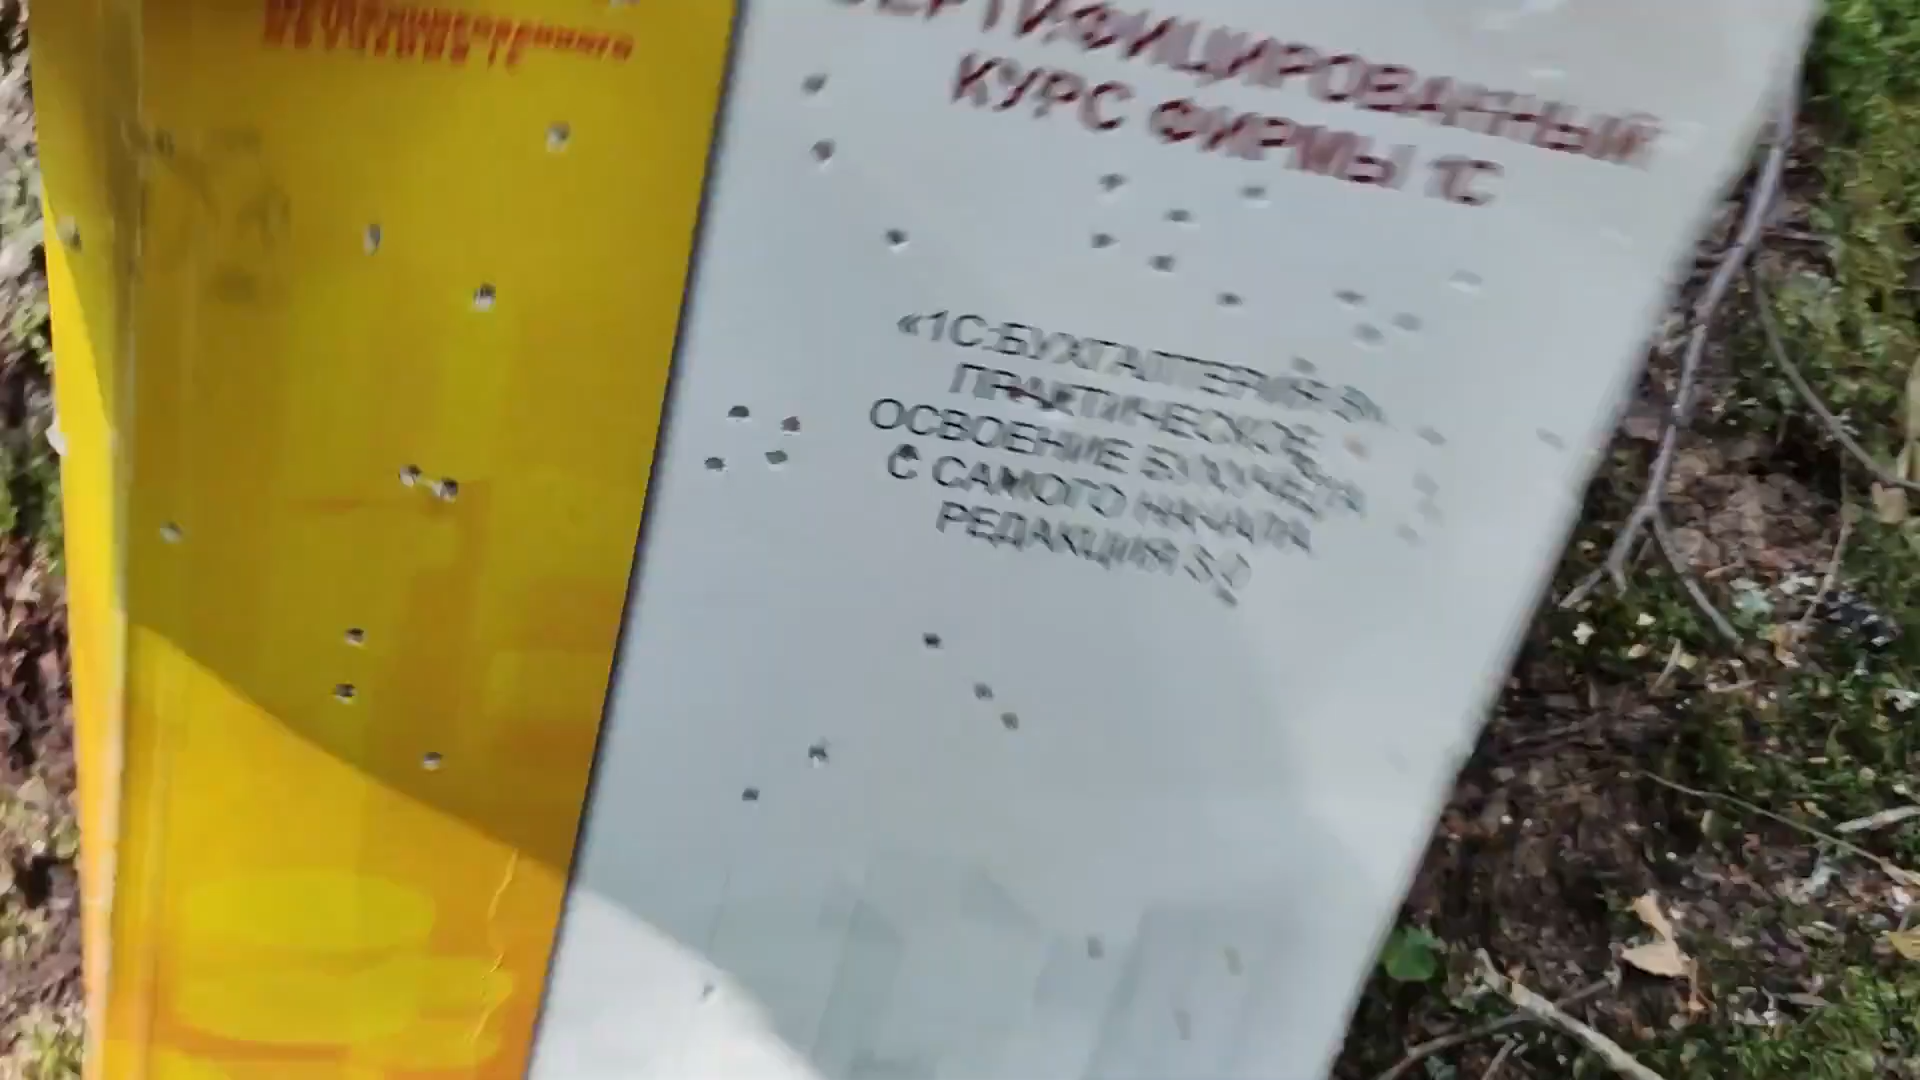 СЕРТИФИЦИРОВАННЫЙ
КУРС ФИРМЫ 1С
«1С:БУХГАЛТЕРИЯ 8».
ПРАКТИЧЕСКОЕ
ОСВОЕНИЕ БУХУЧЕТА
С САМОГО НАЧАЛА
РЕДАКЦИЯ 3.0